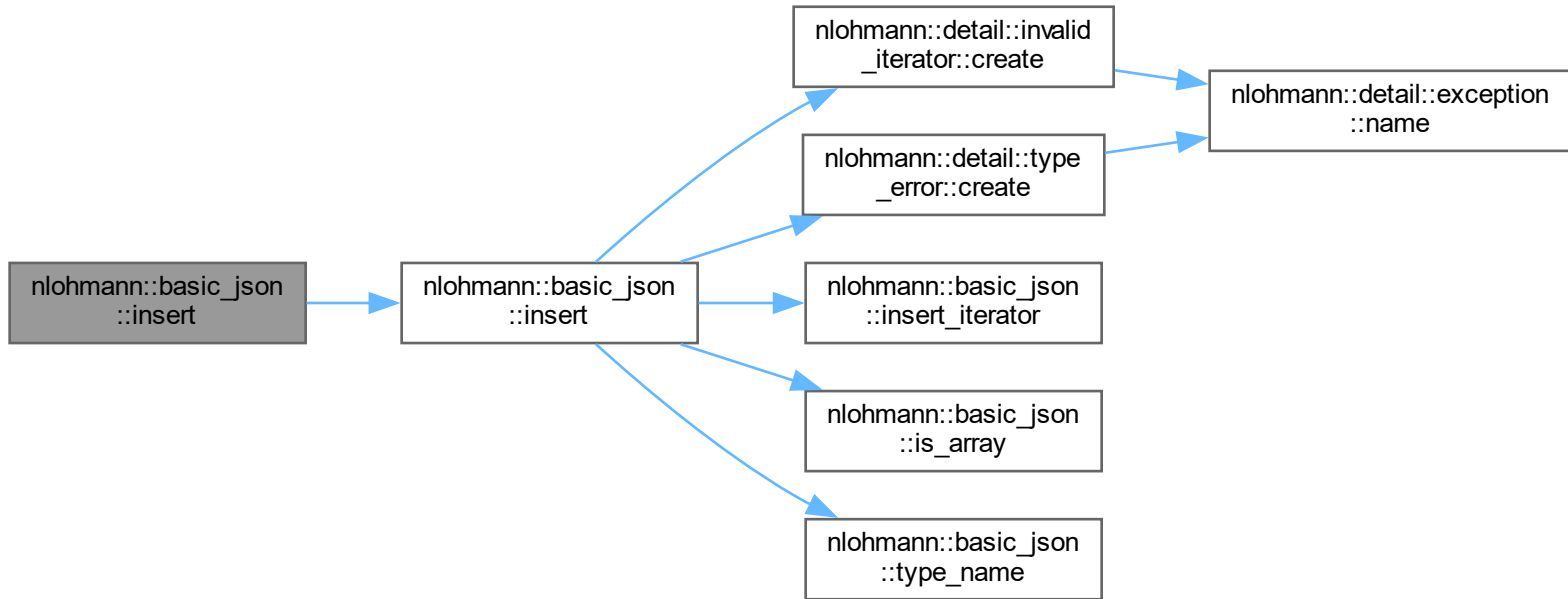 nlohmann::detail::invalid
_iterator::create
nlohmann::detail::exception
::name
nlohmann::detail::type
_error::create
nlohmann::basic_json
::insert
nlohmann::basic_json
::insert
nlohmann::basic_json
::insert_iterator
nlohmann::basic_json
::is_array
nlohmann::basic_json
::type_name